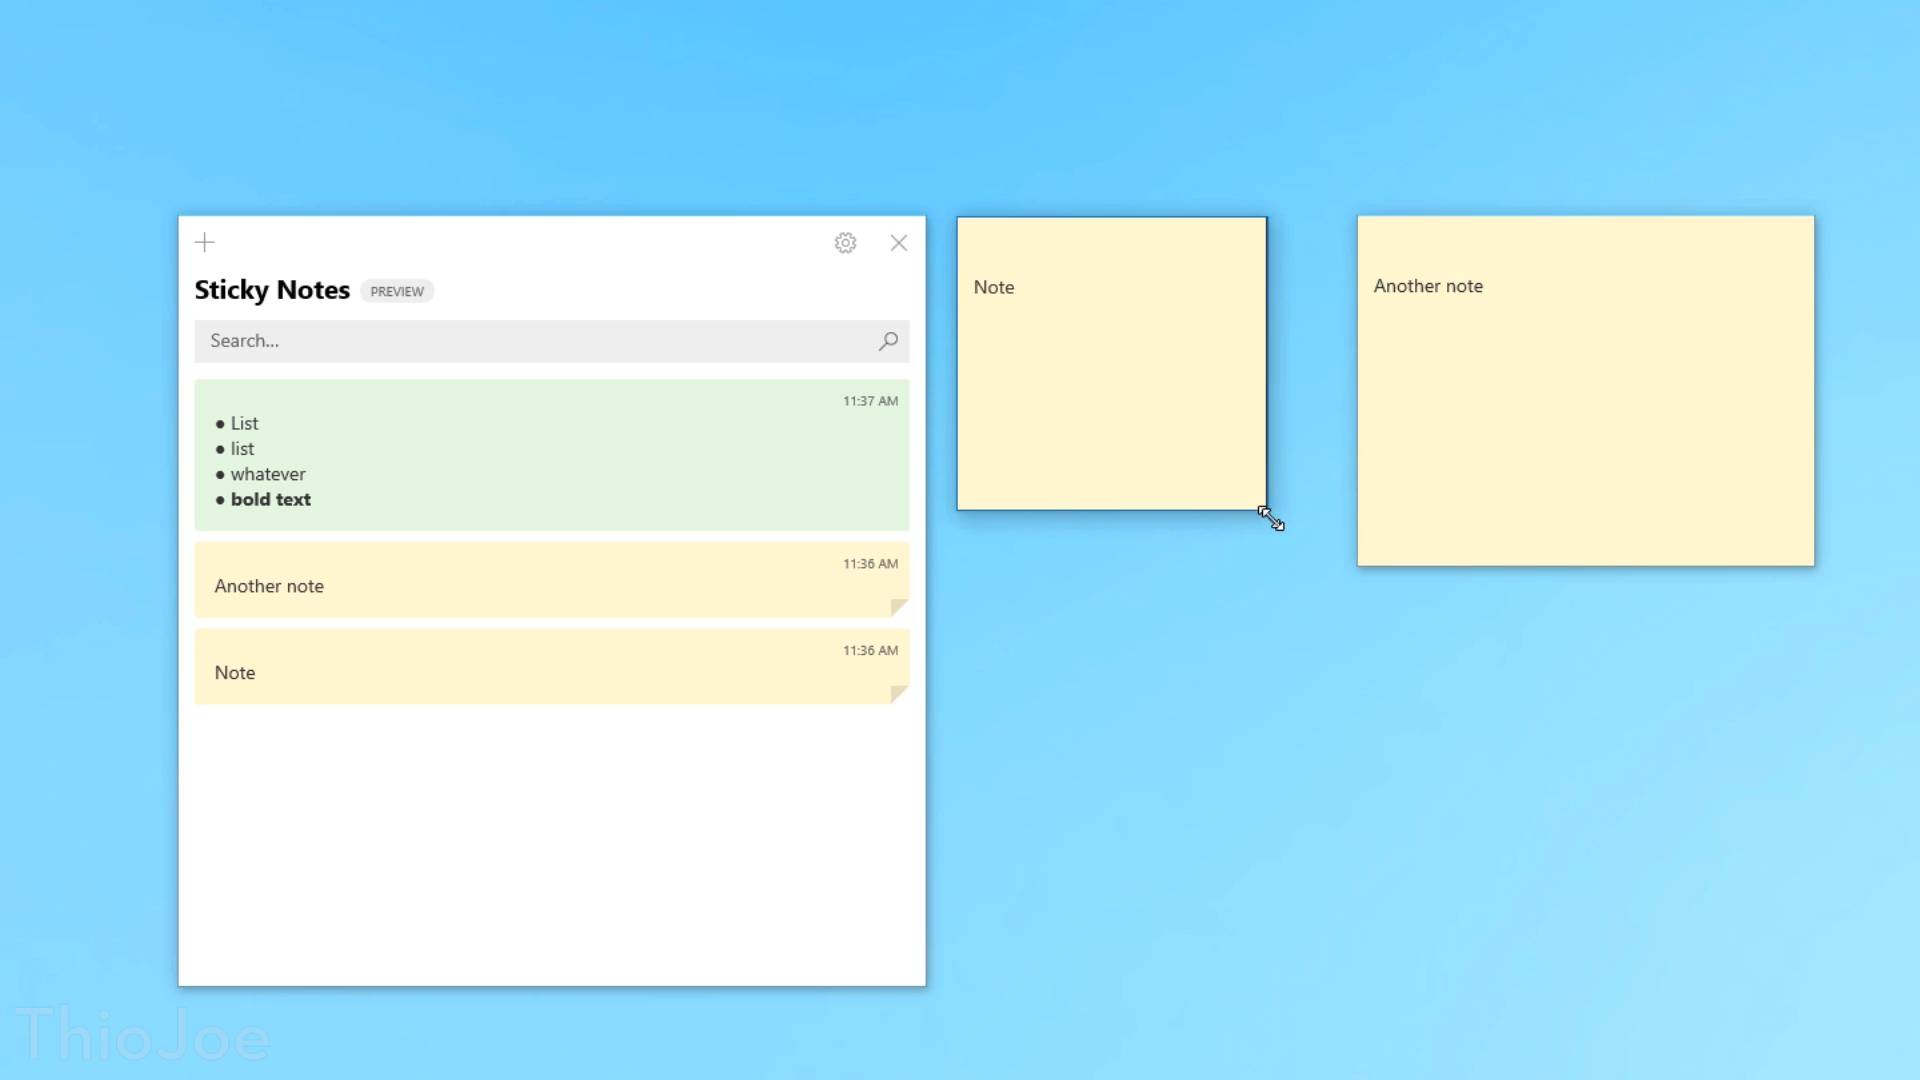 Sticky Notes PREVIEW
Search...
11:37 AM
● List
● list
● whatever
● bold text
11:36 AM
Another note
11:36 AM
Note
Note
Another note
ThioJoe